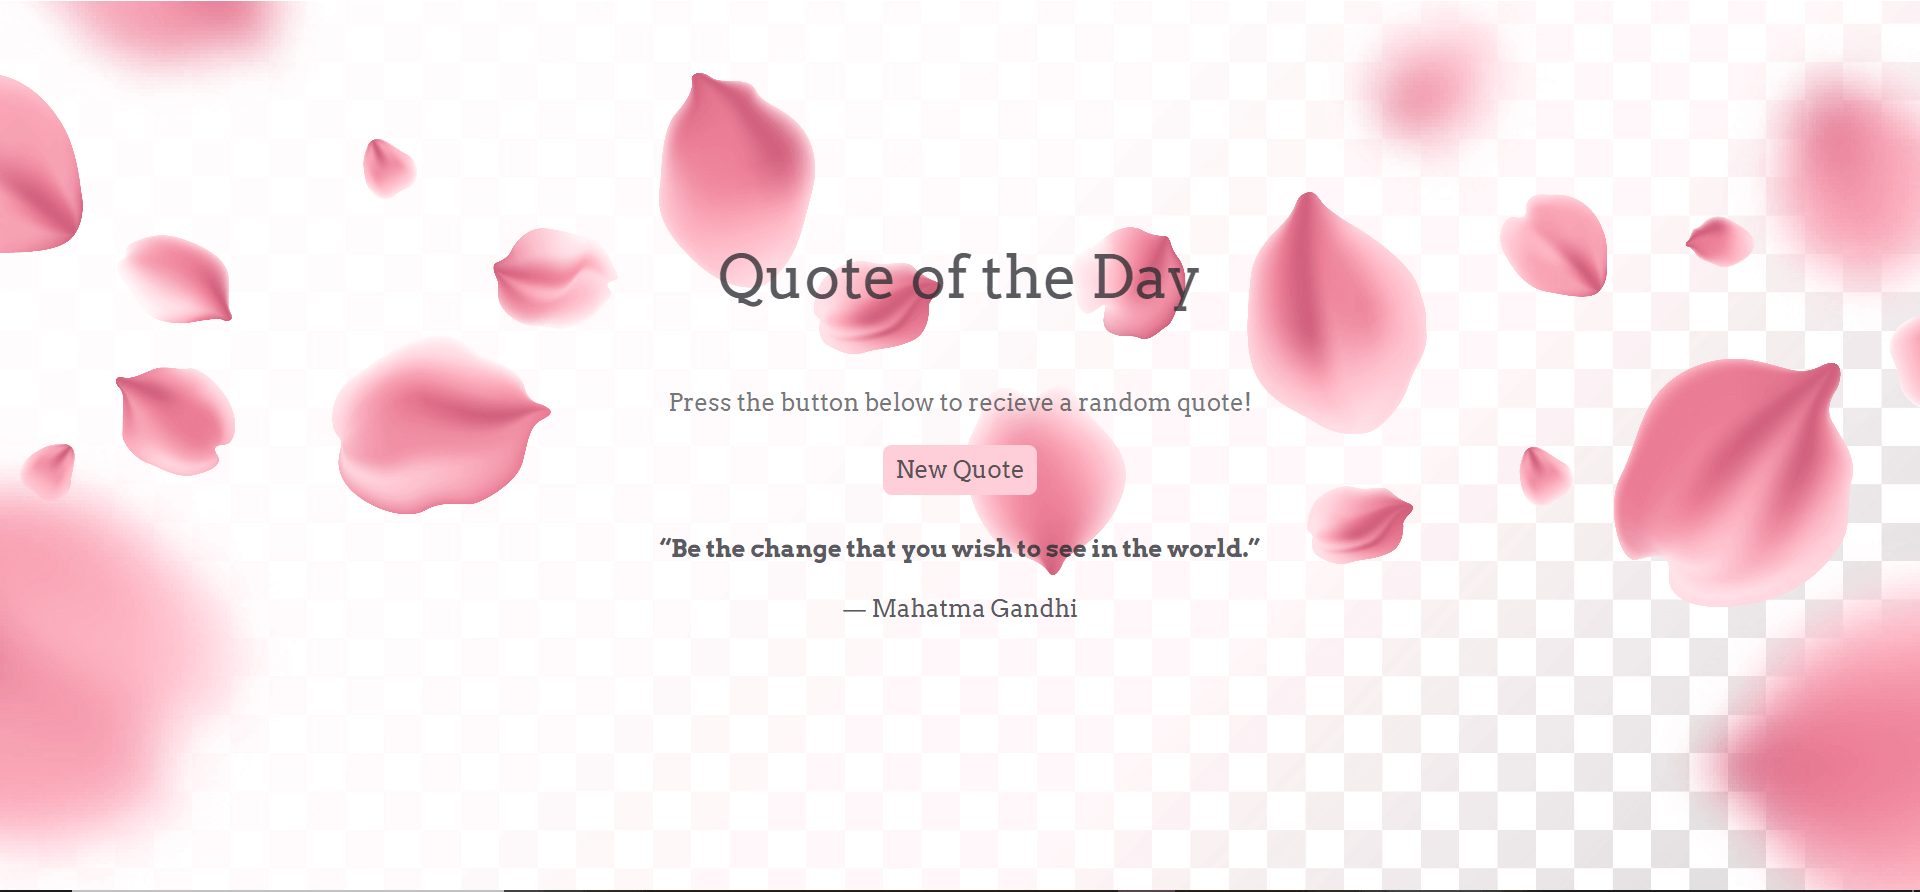 Quote of the Day
Press the button below to recieve a random quote!
New Quote
“Be the change that you wish to see in the world.”
— Mahatma Gandhi